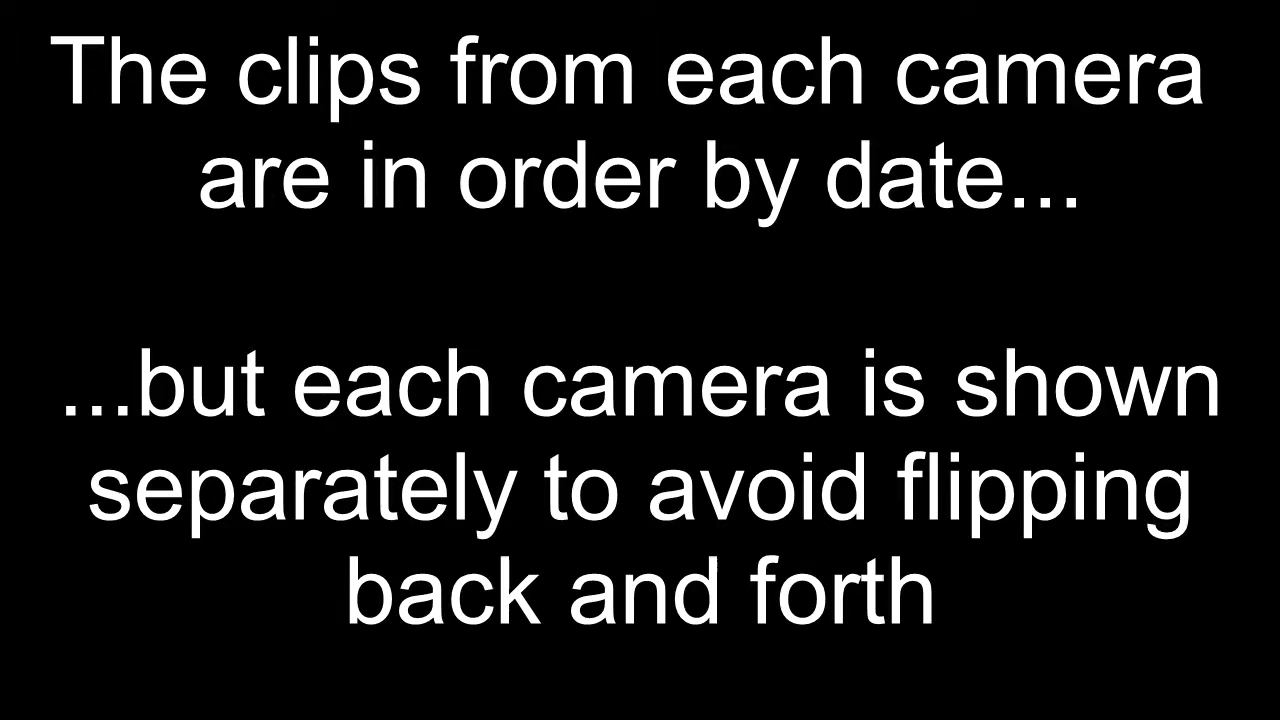 The clips from each camera
are in order by date...
...but each camera is shown
separately to avoid flipping
back and forth